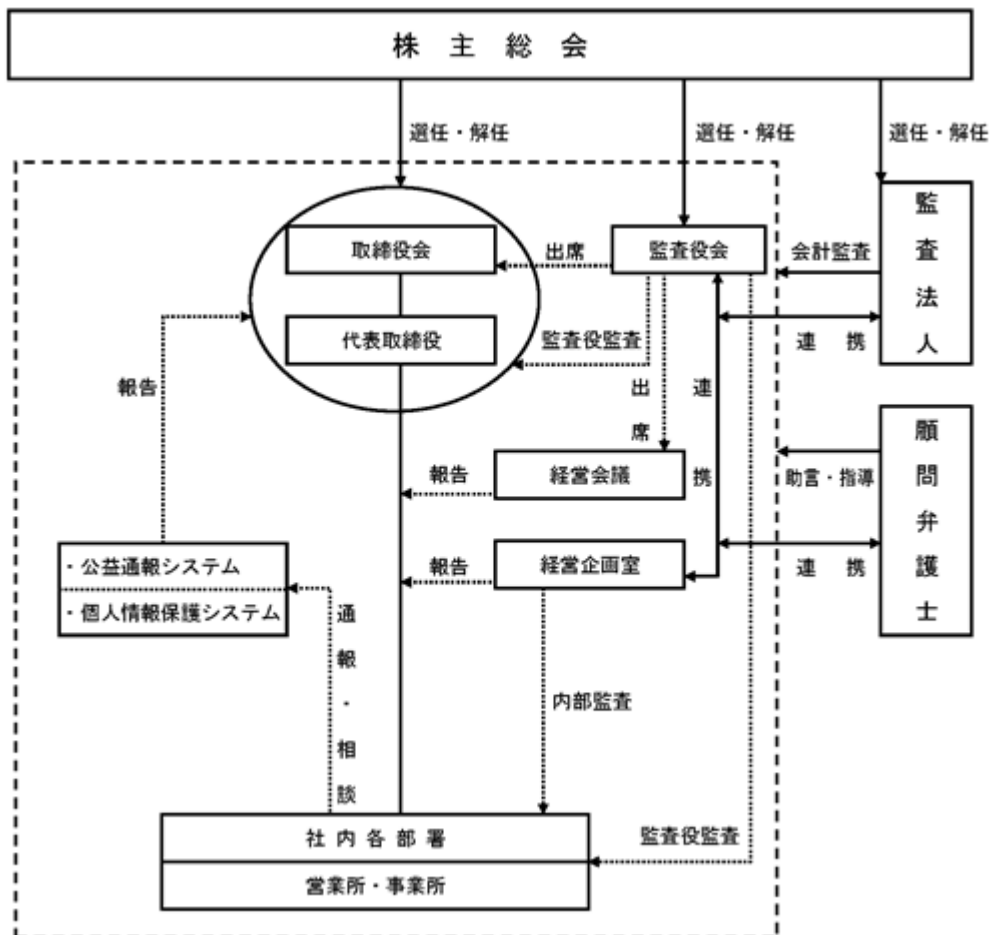 株主総会
選任・解任
選任・解任
選任・解任
監査法人
取締役会
出席
監査役会
会計監査
代表取締役
監査役監査
連携
報告
出席
連携
顧問弁護士
経営会議
報告
助言・指導
・公益通報システム
・個人情報保護システム
報告
経営企画室
連携
通報・相談
内部監査
社内各部署
監査役監査
営業所・事業所